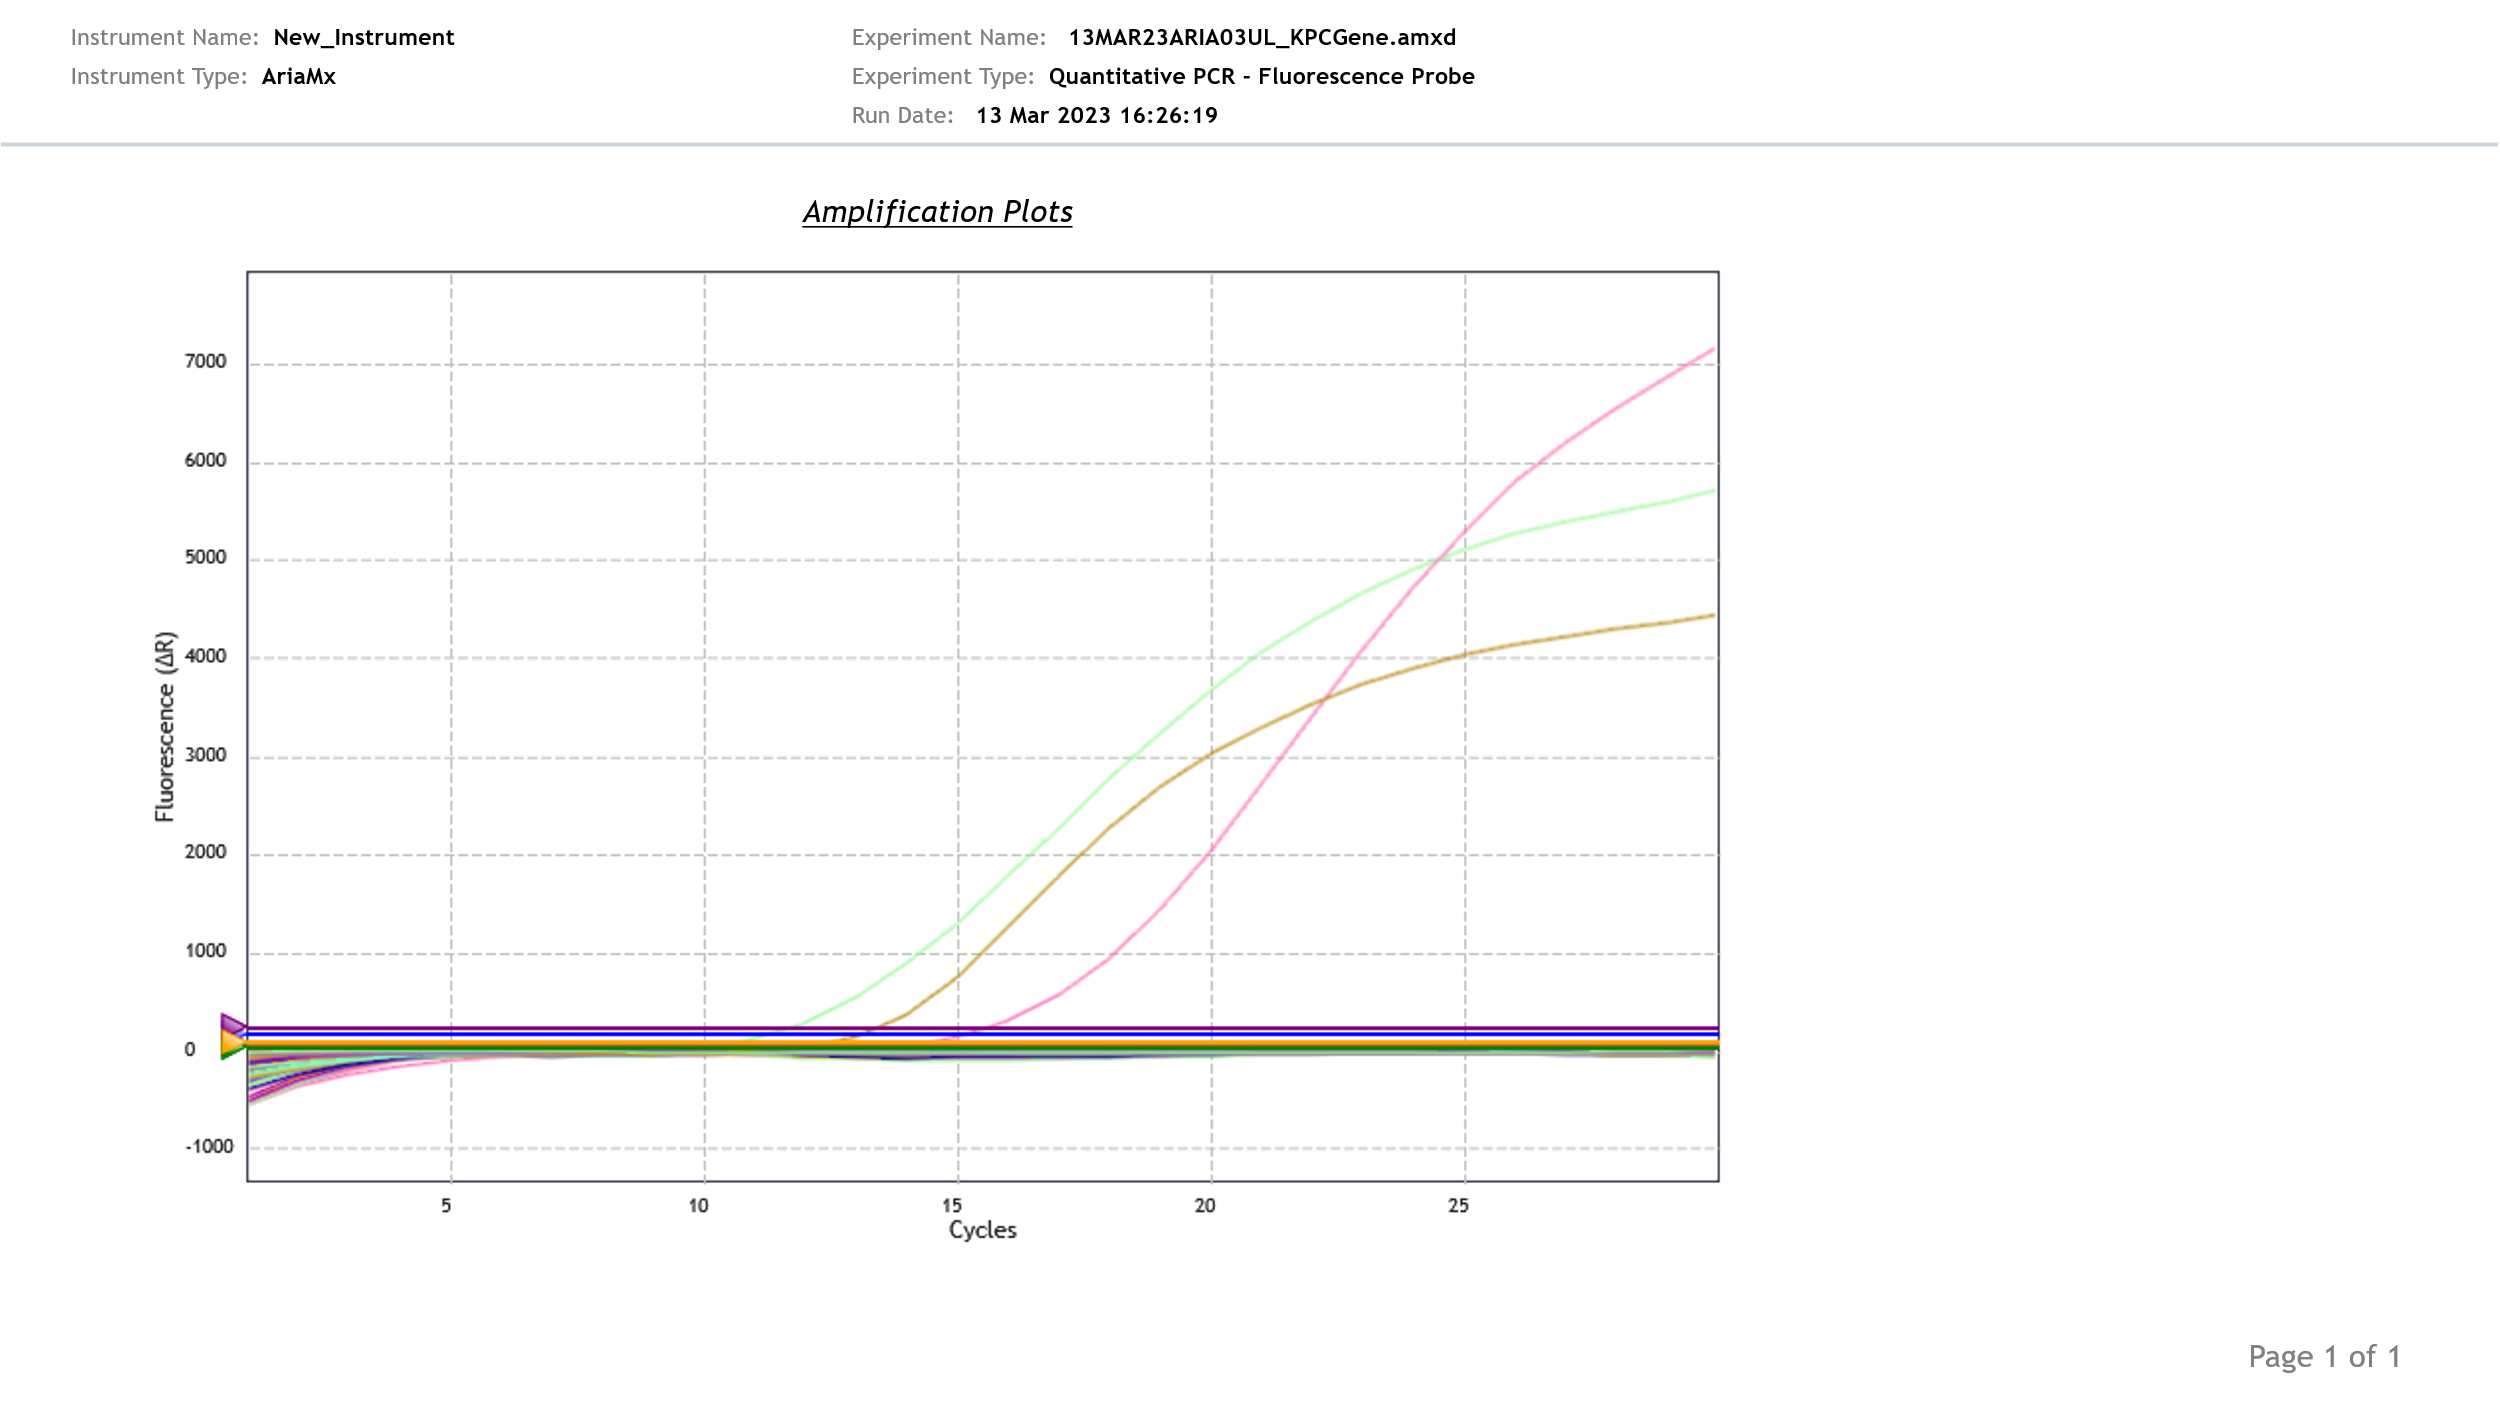 Instrument Name: New_Instrument
Instrument Type: AriaMx
Experiment Name: 13MAR23ARIA03UL_KPCGene.amxd
Experiment Type: Quantitative PCR - Fluorescence Probe
Run Date: 13 Mar 2023 16:26:19
Amplification Plots
7000
6000
5000
4000
3000
2000
1000
0
-1000
Fluorescence (ΔR)
5 10 15 20 25
Cycles
Page 1 of 1